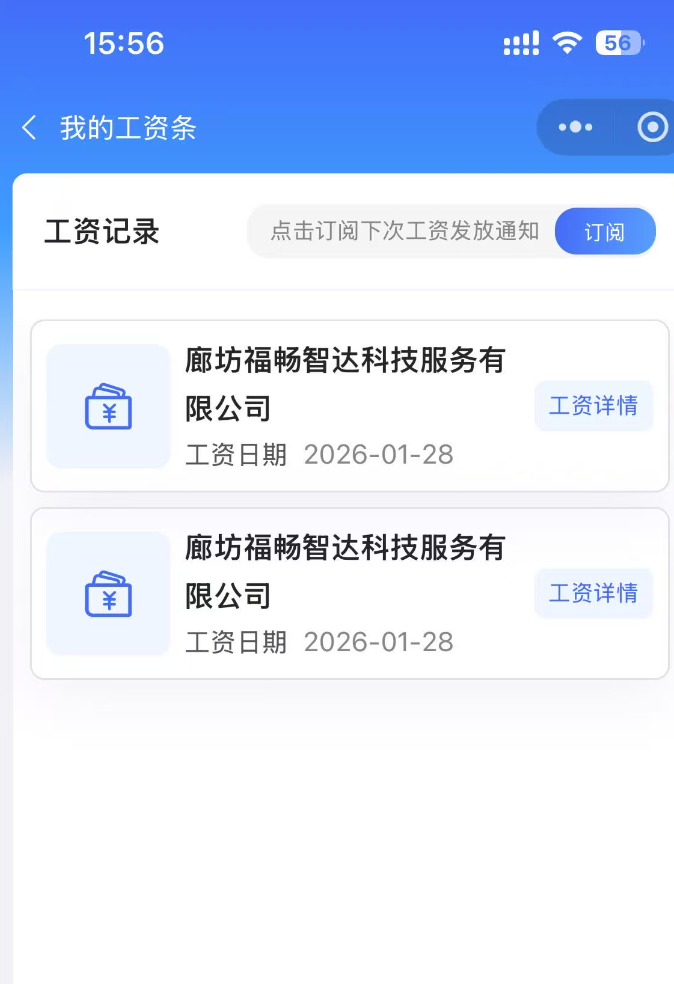 15:56 56
我的工资条
工资记录 点击订阅下次工资发放通知 订阅
廊坊福畅智达科技服务有
限公司
工资详情
工资日期 2026-01-28
廊坊福畅智达科技服务有
限公司
工资详情
工资日期 2026-01-28